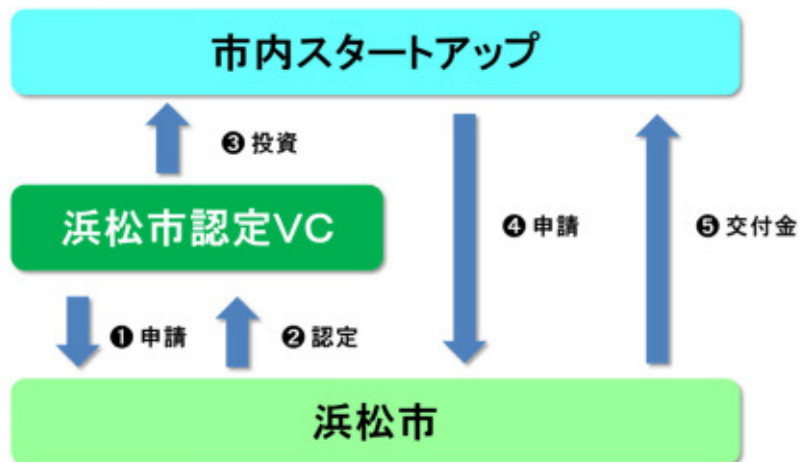 市内スタートアップ
❸投資
浜松市認定VC
❹申請
❺交付金
❶申請
❷認定
浜松市